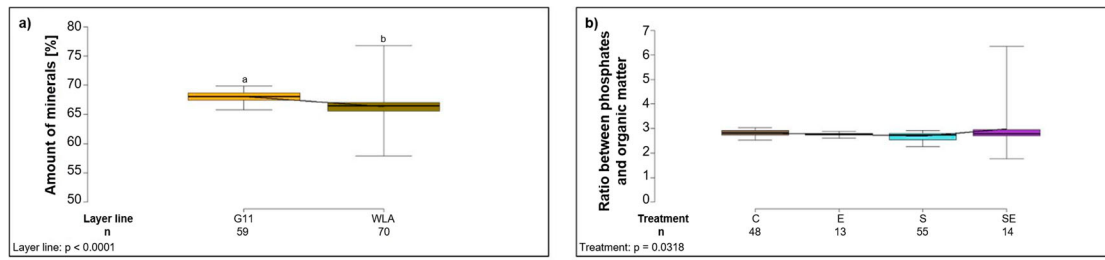 a)
Amount of minerals [%]
80
75
70
65
60
55
50
a
b
Layer line
G11
WLA
n
59
70
Layer line: p < 0.0001
b)
Ratio between phosphates
and organic matter
7
6
5
4
3
2
1
0
Treatment
C
E
S
SE
n
48
13
55
14
Treatment: p = 0.0318